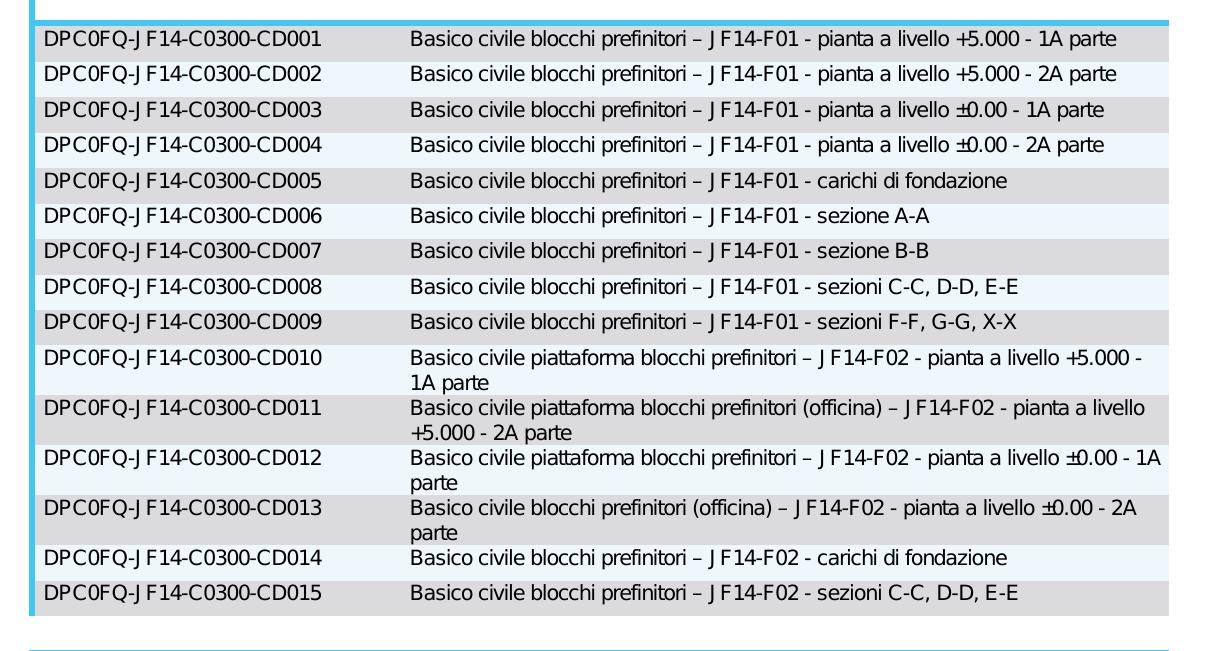 DPC0FQ-JF14-C0300-CD001 Basico civile blocchi prefinitori – JF14-F01 - pianta a livello +5.000 - 1A parte
DPC0FQ-JF14-C0300-CD002 Basico civile blocchi prefinitori – JF14-F01 - pianta a livello +5.000 - 2A parte
DPC0FQ-JF14-C0300-CD003 Basico civile blocchi prefinitori – JF14-F01 - pianta a livello ±0.00 - 1A parte
DPC0FQ-JF14-C0300-CD004 Basico civile blocchi prefinitori – JF14-F01 - pianta a livello ±0.00 - 2A parte
DPC0FQ-JF14-C0300-CD005 Basico civile blocchi prefinitori – JF14-F01 - carichi di fondazione
DPC0FQ-JF14-C0300-CD006 Basico civile blocchi prefinitori – JF14-F01 - sezione A-A
DPC0FQ-JF14-C0300-CD007 Basico civile blocchi prefinitori – JF14-F01 - sezione B-B
DPC0FQ-JF14-C0300-CD008 Basico civile blocchi prefinitori – JF14-F01 - sezioni C-C, D-D, E-E
DPC0FQ-JF14-C0300-CD009 Basico civile blocchi prefinitori – JF14-F01 - sezioni F-F, G-G, X-X
DPC0FQ-JF14-C0300-CD010 Basico civile piattaforma blocchi prefinitori – JF14-F02 - pianta a livello +5.000 -
1A parte
DPC0FQ-JF14-C0300-CD011 Basico civile piattaforma blocchi prefinitori (officina) – JF14-F02 - pianta a livello
+5.000 - 2A parte
DPC0FQ-JF14-C0300-CD012 Basico civile piattaforma blocchi prefinitori – JF14-F02 - pianta a livello ±0.00 - 1A
parte
DPC0FQ-JF14-C0300-CD013 Basico civile blocchi prefinitori (officina) – JF14-F02 - pianta a livello ±0.00 - 2A
parte
DPC0FQ-JF14-C0300-CD014 Basico civile blocchi prefinitori – JF14-F02 - carichi di fondazione
DPC0FQ-JF14-C0300-CD015 Basico civile blocchi prefinitori – JF14-F02 - sezioni C-C, D-D, E-E